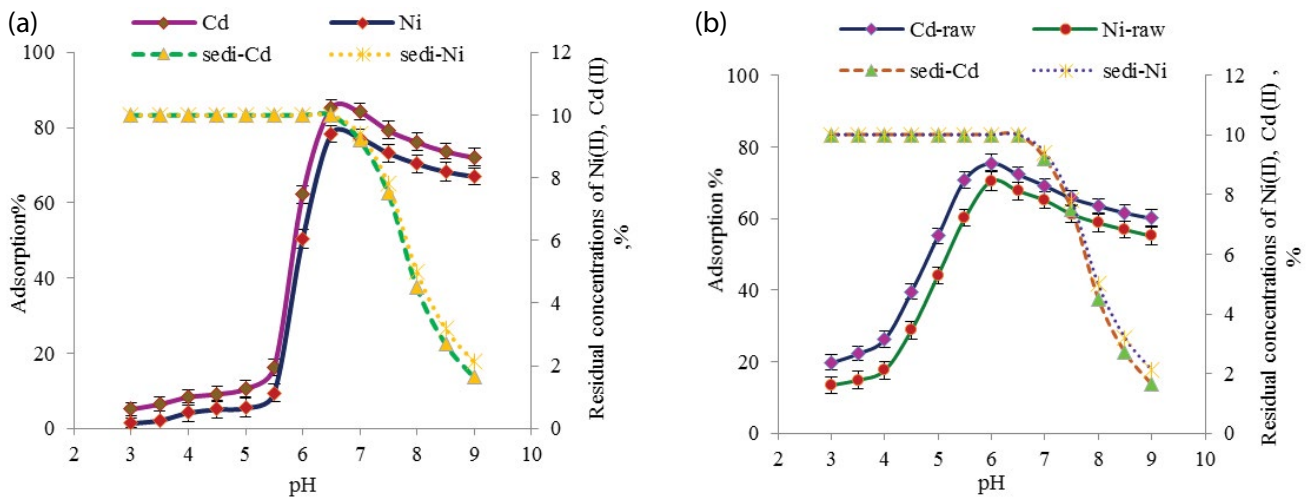 (a)
Cd
Ni
sedi-Cd
sedi-Ni
100
80
60
40
20
0
Adsorption%
12
10
8
6
4
2
0
Residual concentrations of Ni(II), Cd (II)
,%
2 3 4 5 6 7 8 9 10
pH
(b)
Cd-raw
Ni-raw
sedi-Cd
sedi-Ni
100
80
60
40
20
0
Adsorption %
12
10
8
6
4
2
0
Residual concentrations of Ni(II), Cd (II) ,
%
2 3 4 5 6 7 8 9 10
pH